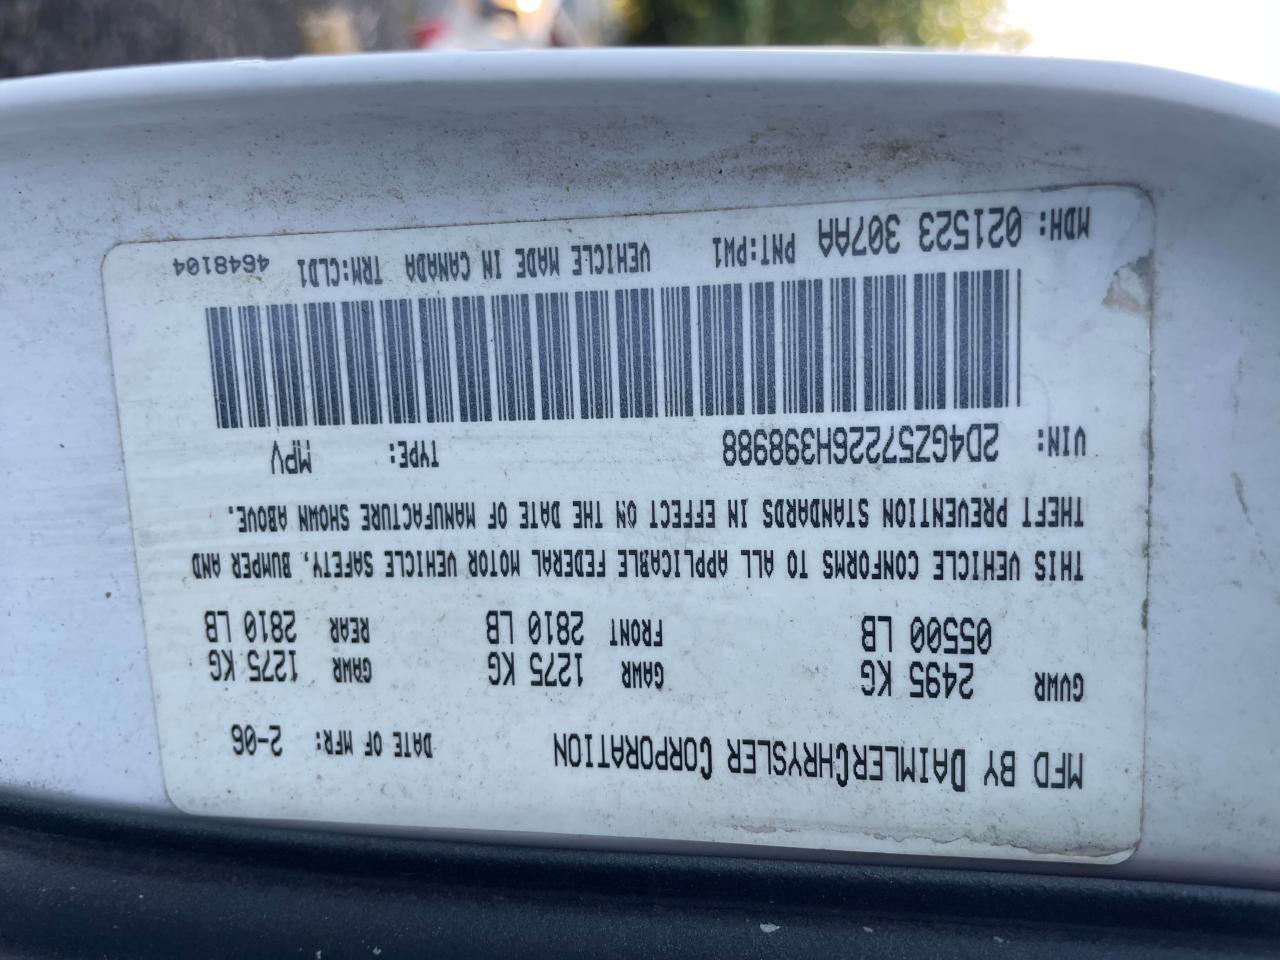 MFD BY DAIMLERCHRYSLER CORPORATION DATE OF MFR: 2-06
GVWR 2495 KG GAWR 1275 KG GAWR 1275 KG
05500 LB FRONT 2810 LB REAR 2810 LB
THIS VEHICLE CONFORMS TO ALL APPLICABLE FEDERAL MOTOR VEHICLE SAFETY, BUMPER AND
THEFT PREVENTION STANDARDS IN EFFECT ON THE DATE OF MANUFACTURE SHOWN ABOVE.
VIN: 2D4GZ57226H398988 TYPE: MPV
MDH: 021523 307AA PNT:PW1 VEHICLE MADE IN CANADA TRM:CLD1 4648104